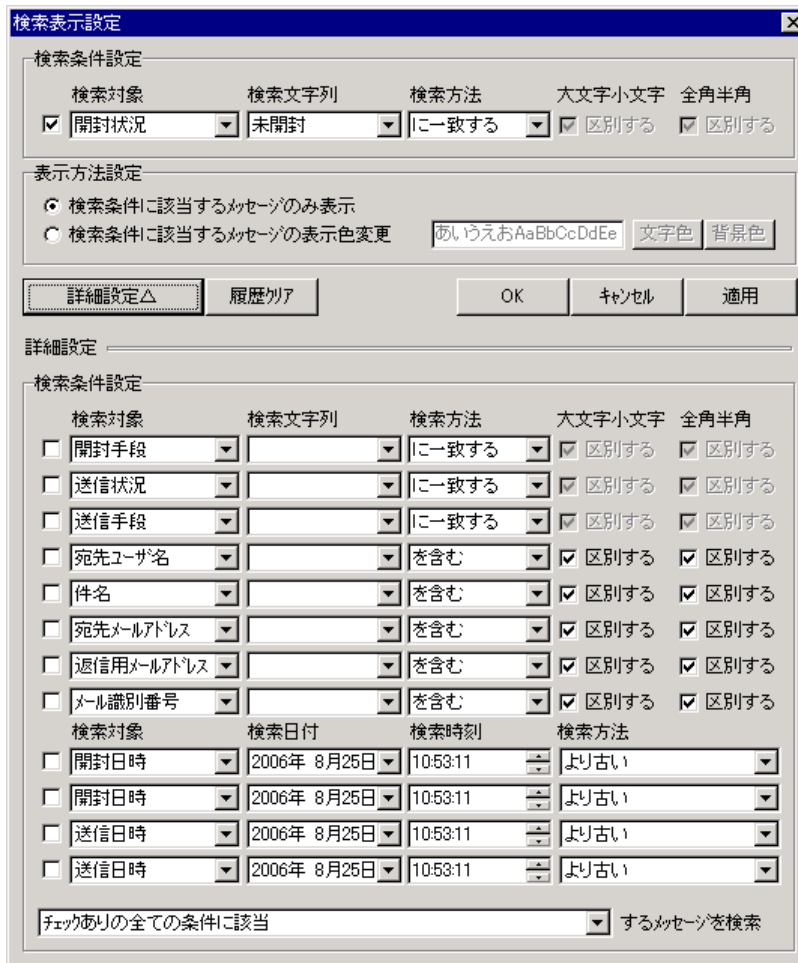 検索表示設定
検索条件設定
検索対象 検索文字列 検索方法 大文字小文字 全角半角
開封状況 未開封 に一致する 区別する 区別する
表示方法設定
検索条件に該当するﾒｯｾｰｼﾞのみ表示
検索条件に該当するﾒｯｾｰｼﾞの表示色変更 あいうえおAaBbCcDdEe 文字色 背景色
詳細設定△ 履歴ｸﾘｱ OK ｷｬﾝｾﾙ 適用
詳細設定
検索条件設定
検索対象 検索文字列 検索方法 大文字小文字 全角半角
開封手段 に一致する 区別する 区別する
送信状況 に一致する 区別する 区別する
送信手段 に一致する 区別する 区別する
宛先ﾕｰｻﾞ名 を含む 区別する 区別する
件名 を含む 区別する 区別する
宛先ﾒｰﾙｱﾄﾞﾚｽ を含む 区別する 区別する
返信用ﾒｰﾙｱﾄﾞﾚｽ を含む 区別する 区別する
ﾒｰﾙ識別番号 を含む 区別する 区別する
検索対象 検索日付 検索時刻 検索方法
開封日時 2006年 8月25日 10:53:11 より古い
開封日時 2006年 8月25日 10:53:11 より古い
送信日時 2006年 8月25日 10:53:11 より古い
送信日時 2006年 8月25日 10:53:11 より古い
ﾁｪｯｸありの全ての条件に該当 するﾒｯｾｰｼﾞを検索